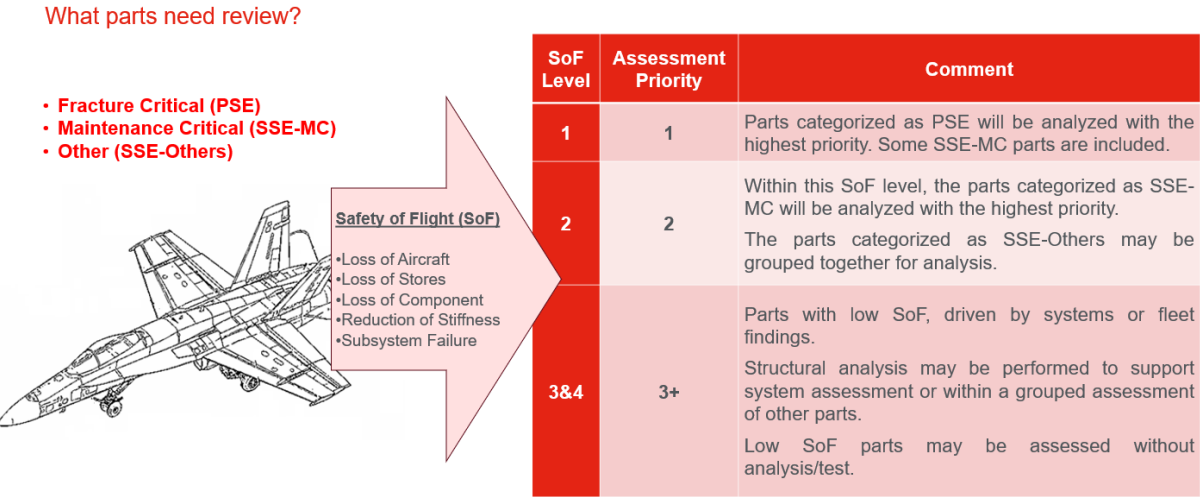 What parts need review?
• Fracture Critical (PSE)
• Maintenance Critical (SSE-MC)
• Other (SSE-Others)
Safety of Flight (SoF)
•Loss of Aircraft
•Loss of Stores
•Loss of Component
•Reduction of Stiffness
•Subsystem Failure
SoF
Level
Assessment
Priority
Comment
1
1
Parts categorized as PSE will be analyzed with the
highest priority. Some SSE-MC parts are included.
2
2
Within this SoF level, the parts categorized as SSE-
MC will be analyzed with the highest priority.
The parts categorized as SSE-Others may be
grouped together for analysis.
3&4
3+
Parts with low SoF, driven by systems or fleet
findings.
Structural analysis may be performed to support
system assessment or within a grouped assessment
of other parts.
Low SoF parts may be assessed without
analysis/test.